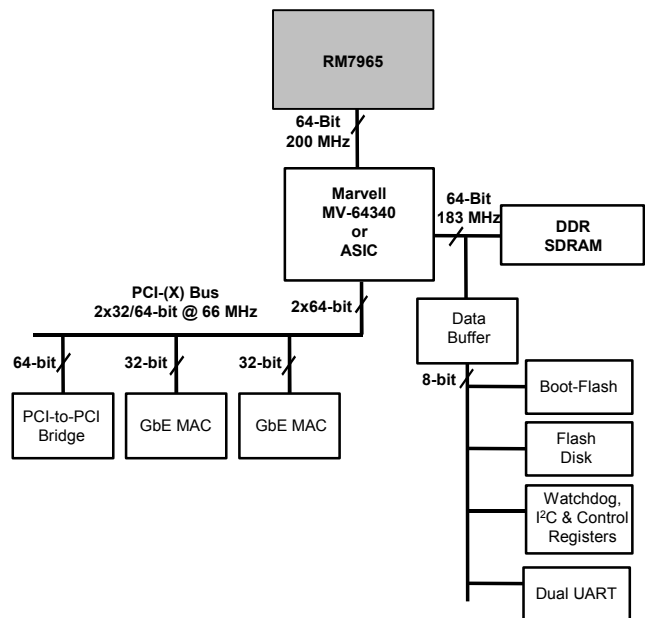 RM7965
64-Bit
200 MHz
Marvell
MV-64340
or
ASIC
64-Bit
183 MHz
DDR
SDRAM
PCI-(X) Bus
2x32/64-bit @ 66 MHz
2x64-bit
Data
Buffer
64-bit
32-bit
32-bit
8-bit
PCI-to-PCI
Bridge
GbE MAC
GbE MAC
Boot-Flash
Flash
Disk
Watchdog,
I²C & Control
Registers
Dual UART